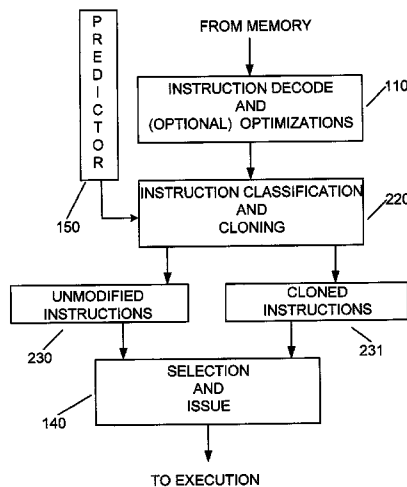 PREDICTOR
FROM MEMORY
INSTRUCTION DECODE
AND
(OPTIONAL) OPTIMIZATIONS
110
INSTRUCTION CLASSIFICATION
AND
CLONING
220
150
UNMODIFIED
INSTRUCTIONS
CLONED
INSTRUCTIONS
230
231
SELECTION
AND
ISSUE
140
TO EXECUTION